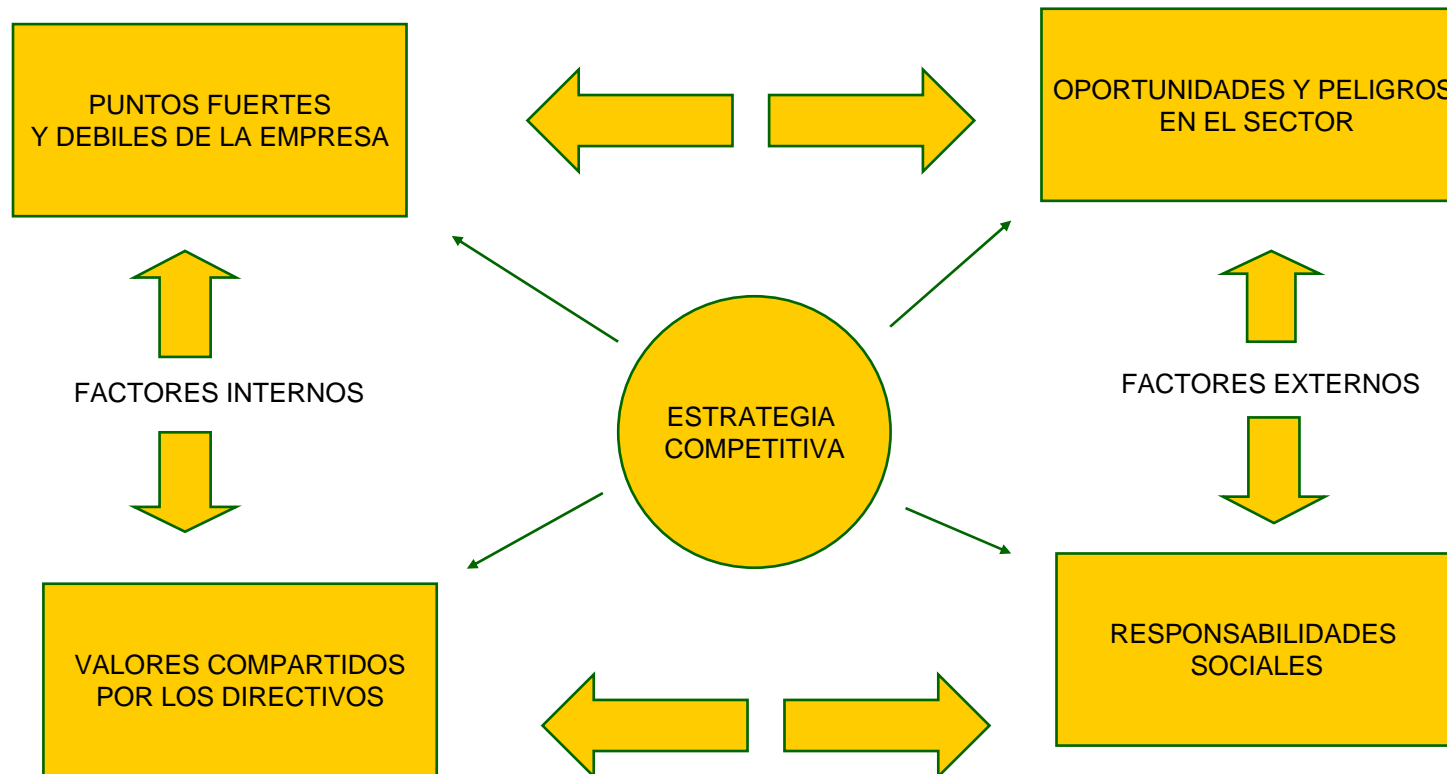 PUNTOS FUERTES
Y DEBILES DE LA EMPRESA
OPORTUNIDADES Y PELIGROS
EN EL SECTOR
FACTORES INTERNOS
ESTRATEGIA
COMPETITIVA
FACTORES EXTERNOS
VALORES COMPARTIDOS
POR LOS DIRECTIVOS
RESPONSABILIDADES
SOCIALES